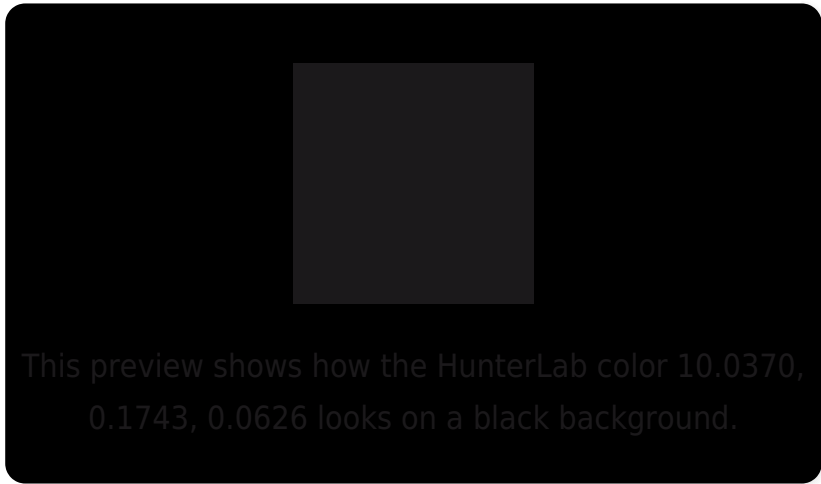 This preview shows how the HunterLab color 10.0370,
0.1743, 0.0626 looks on a black background.